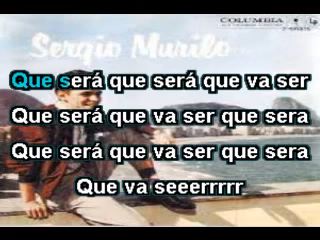 COLUMBIA
Sergio Murilo
Que será que será que va ser
Que será que va ser que sera
Que será que va ser que sera
Que va seeerrrrr